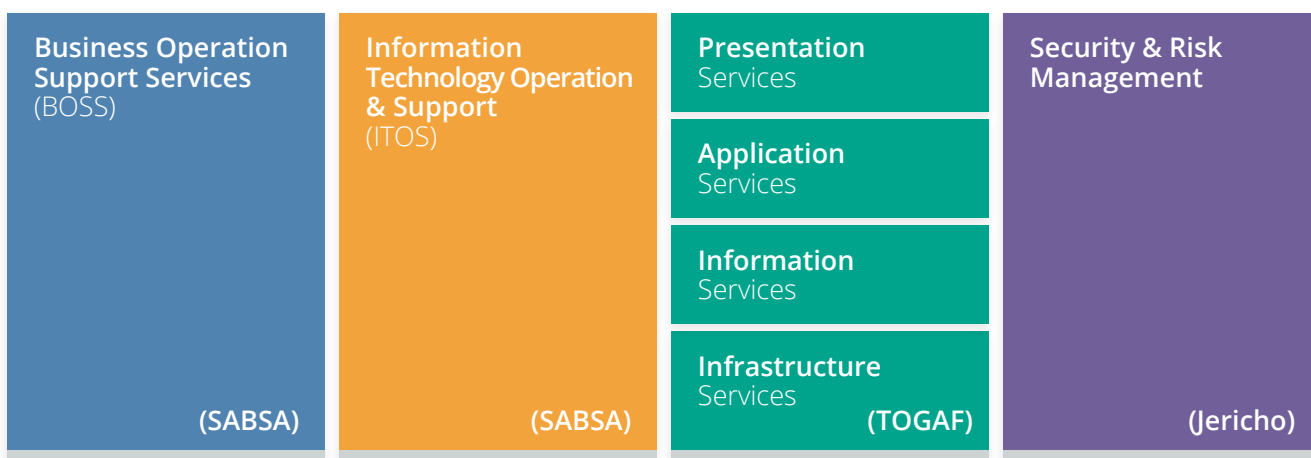 Business Operation
Support Services
(BOSS)
(SABSA)
Information
Technology Operation
& Support
(ITOS)
(SABSA)
Presentation
Services
Application
Services
Information
Services
Infrastructure
Services
(TOGAF)
Security & Risk
Management
(Jericho)